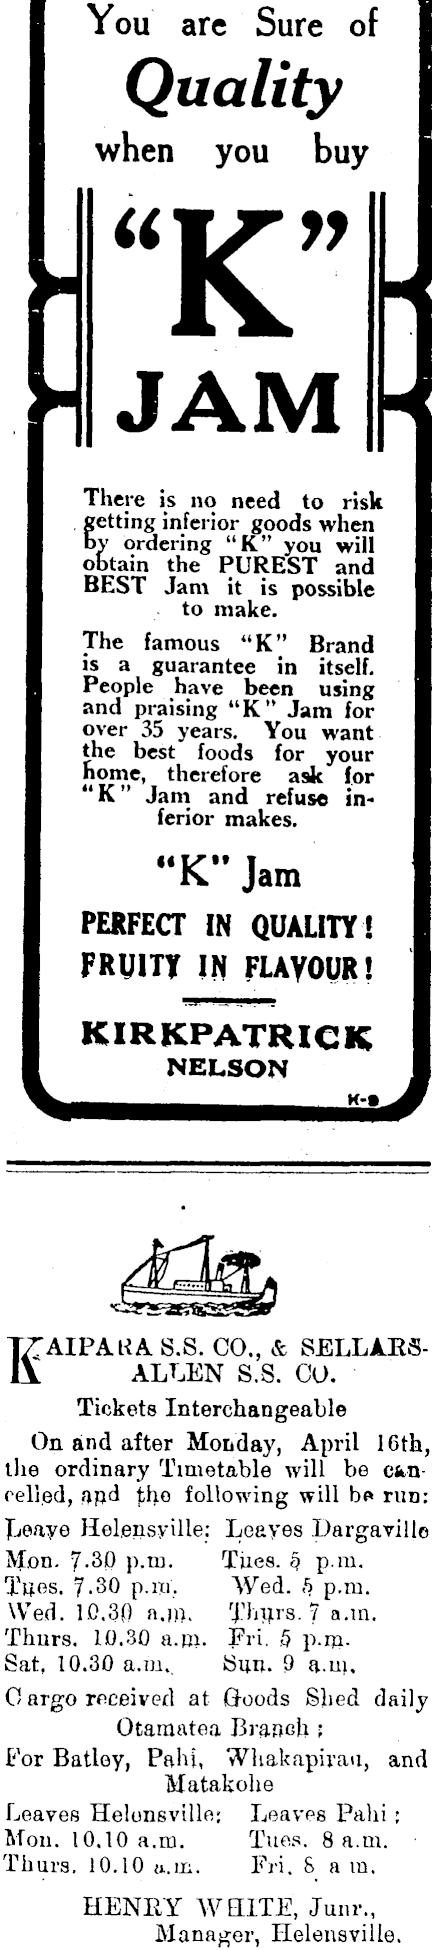 You are Sure of
Quality
when you buy
"K"
JAM
There is no need to risk
getting inferior goods when
by ordering "K" you will
obtain the PUREST and
BEST Jam it is possible
to make.
The famous "K" Brand
is a guarantee in itself.
People have been using
and praising "K" Jam for
over 35 years. You want
the best foods for your
home, therefore ask for
"K" Jam and refuse in-
ferior makes.
"K" Jam
PERFECT IN QUALITY!
FRUITY IN FLAVOUR!
KIRKPATRICK
NELSON
K-9
KAIPARA S.S. CO., & SELLARS-
ALLEN S.S. CO.
Tickets Interchangeable
On and after Monday, April 16th,
the ordinary Timetable will be can-
celled, and the following will be run:
Leave Helensville: Leaves Dargaville
Mon. 7.30 p.m. Tues. 5 p.m.
Tues. 7.30 p.m. Wed. 5 p.m.
Wed. 10.30 a.m. Thurs. 7 a.m.
Thurs. 10.30 a.m. Fri. 5 p.m.
Sat. 10.30 a.m. Sun. 9 a.m.
Cargo received at Goods Shed daily
Otamatea Branch:
For Batley, Pahi, Whakapirau, and
Matakohe
Leaves Helensville: Leaves Pahi:
Mon. 10.10 a.m. Tues. 8 a.m.
Thurs. 10.10 a.m. Fri. 8 a m.
HENRY WHITE, Junr.,
Manager, Helensville.